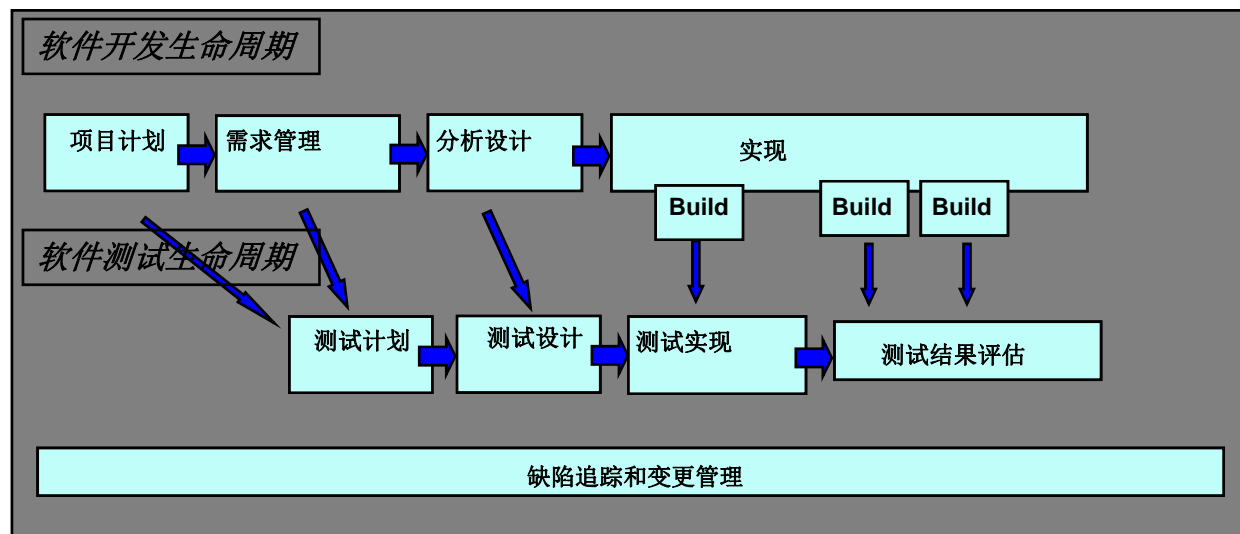 软件开发生命周期
项目计划
需求管理
分析设计
实现
Build
Build
Build
软件测试生命周期
测试计划
测试设计
测试实现
测试结果评估
缺陷追踪和变更管理